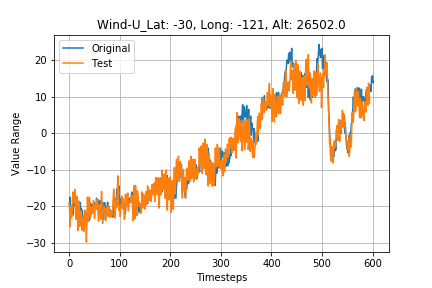 Wind-U_Lat: -30, Long: -121, Alt: 26502.0
Original
Test
Value Range
20
10
0
−10
−20
−30
0 100 200 300 400 500 600
Timesteps